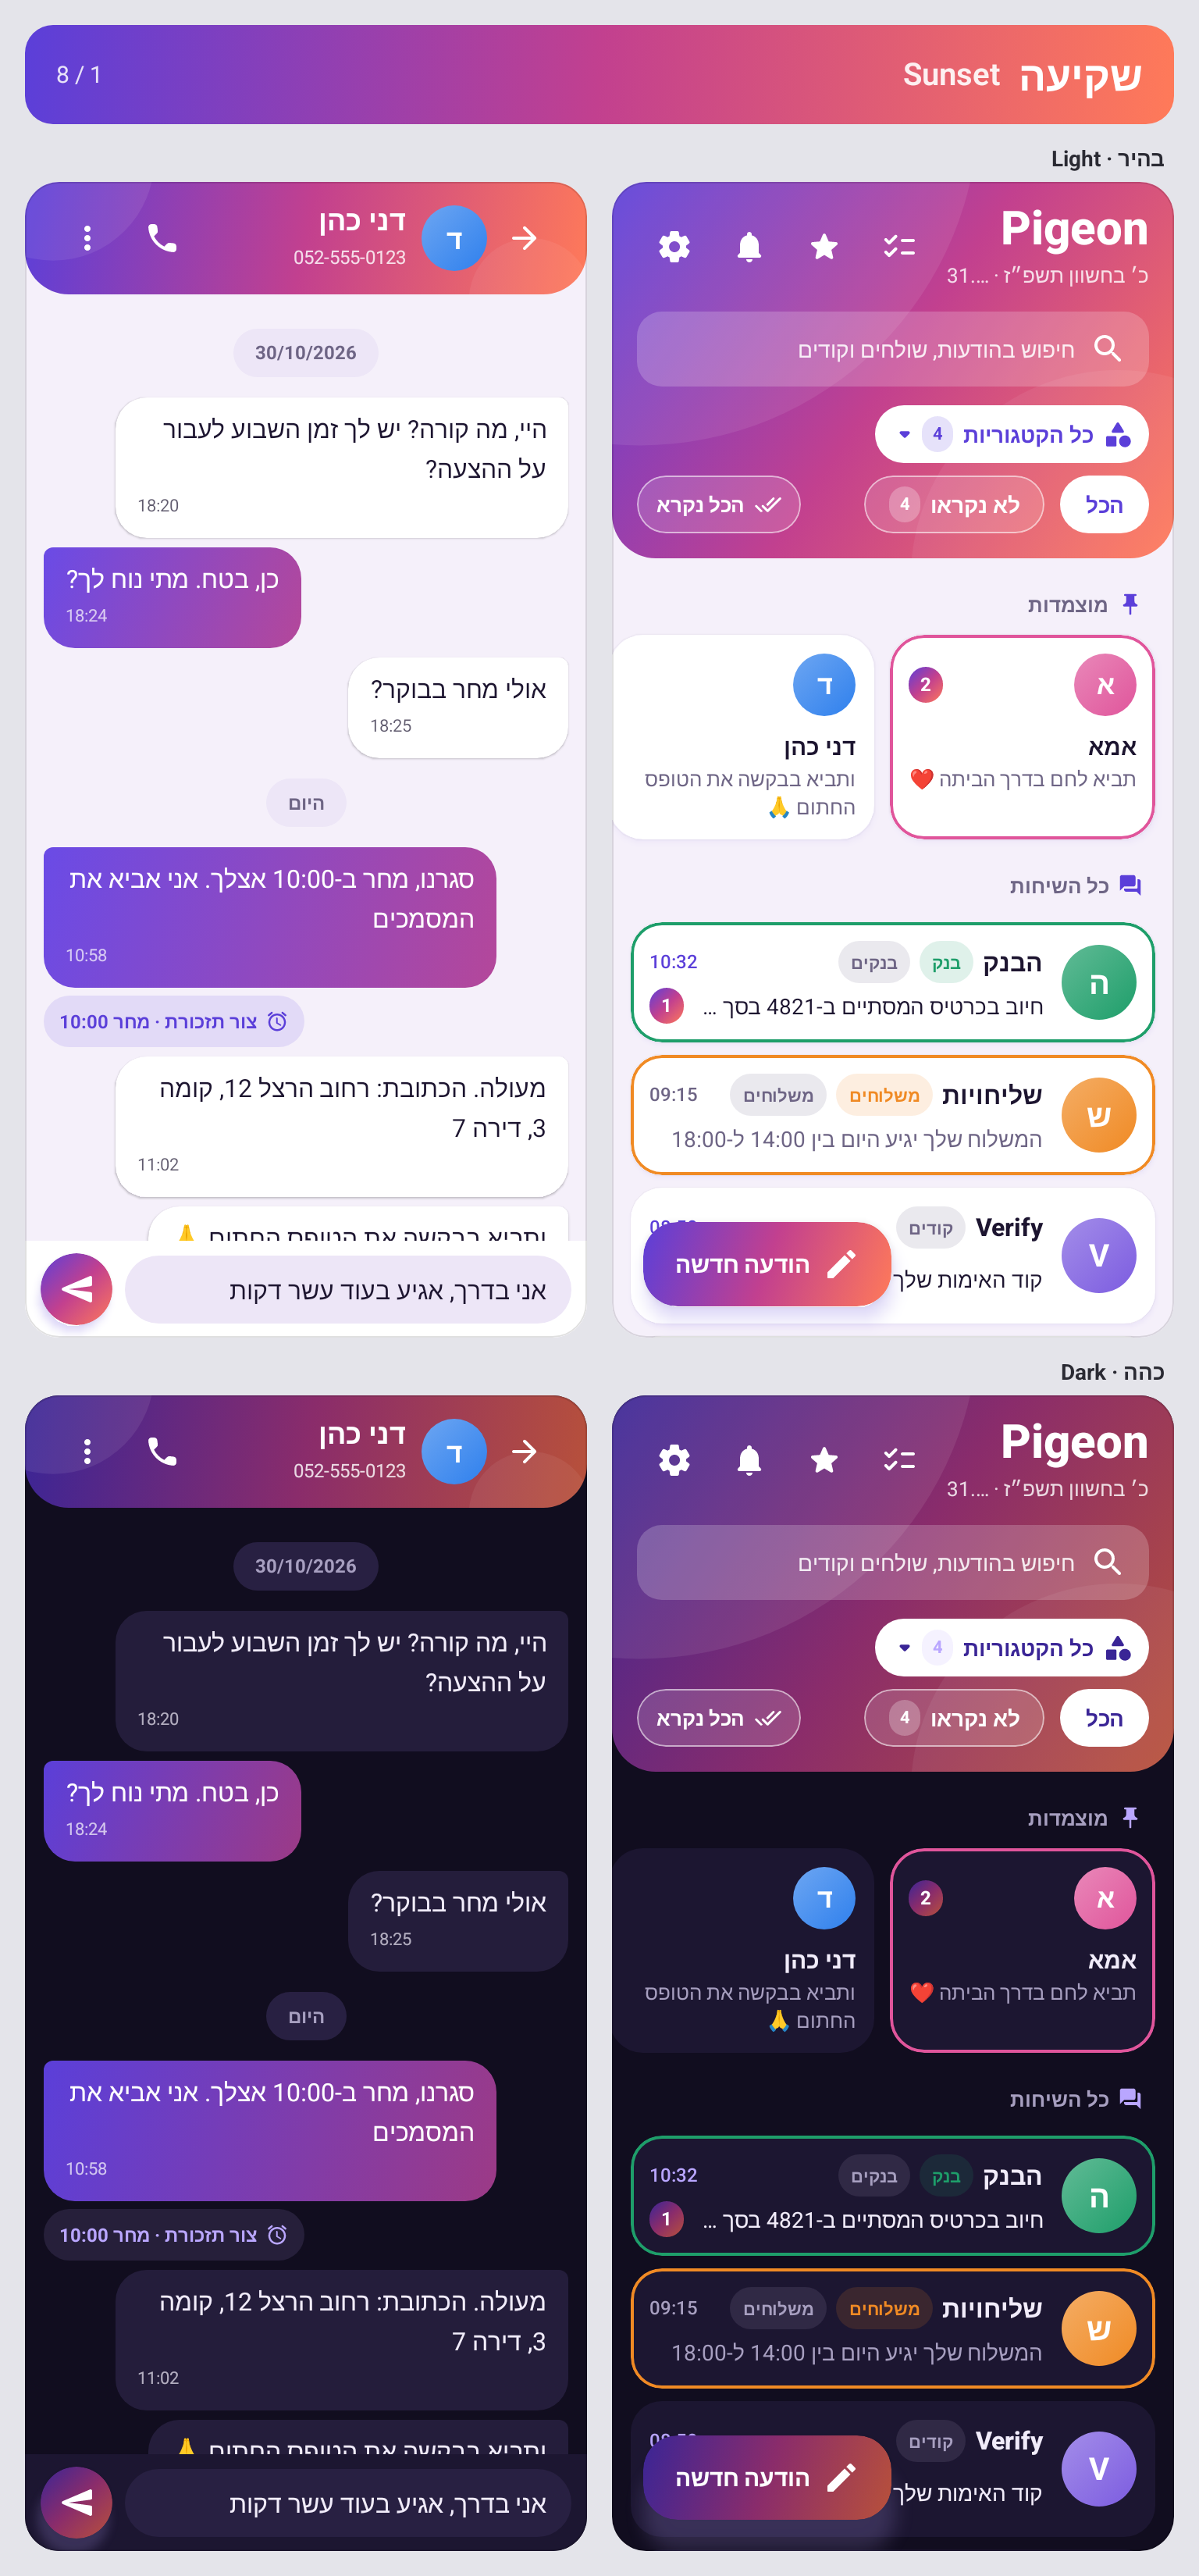 שקיעה Sunset
8 / 1
בהיר · Light
Pigeon
כ׳ בחשוון תשפ״ז · 31.…
חיפוש בהודעות, שולחים וקודים
כל הקטגוריות 4
הכל
לא נקראו 4
הכל נקרא
מוצמדות
א
2
אמא
תביא לחם בדרך הביתה ❤️
ד
דני כהן
ותביא בבקשה את הטופס
החתום 🙏
כל השיחות
ה
הבנק בנק בנקים 10:32
חיוב בכרטיס המסתיים ב-4821 בסך … 1
ש
שליחויות משלוחים משלוחים 09:15
המשלוח שלך יגיע היום בין 14:00 ל-18:00
V
Verify קודים
קוד האימות שלך
הודעה חדשה
ד
דני כהן
052-555-0123
30/10/2026
היי, מה קורה? יש לך זמן השבוע לעבור
על ההצעה?
18:20
כן, בטח. מתי נוח לך?
18:24
אולי מחר בבוקר?
18:25
היום
סגרנו, מחר ב-10:00 אצלך. אני אביא את
המסמכים
10:58
צור תזכורת · מחר 10:00
מעולה. הכתובת: רחוב הרצל 12, קומה
3, דירה 7
11:02
ותביא בבקשה את הטופס החתום 🙏
אני בדרך, אגיע בעוד עשר דקות
כהה · Dark
Pigeon
כ׳ בחשוון תשפ״ז · 31.…
חיפוש בהודעות, שולחים וקודים
כל הקטגוריות 4
הכל
לא נקראו 4
הכל נקרא
מוצמדות
א
2
אמא
תביא לחם בדרך הביתה ❤️
ד
דני כהן
ותביא בבקשה את הטופס
החתום 🙏
כל השיחות
ה
הבנק בנק בנקים 10:32
חיוב בכרטיס המסתיים ב-4821 בסך … 1
ש
שליחויות משלוחים משלוחים 09:15
המשלוח שלך יגיע היום בין 14:00 ל-18:00
V
Verify קודים
קוד האימות שלך
הודעה חדשה
ד
דני כהן
052-555-0123
30/10/2026
היי, מה קורה? יש לך זמן השבוע לעבור
על ההצעה?
18:20
כן, בטח. מתי נוח לך?
18:24
אולי מחר בבוקר?
18:25
היום
סגרנו, מחר ב-10:00 אצלך. אני אביא את
המסמכים
10:58
צור תזכורת · מחר 10:00
מעולה. הכתובת: רחוב הרצל 12, קומה
3, דירה 7
11:02
ותביא בבקשה את הטופס החתום 🙏
אני בדרך, אגיע בעוד עשר דקות